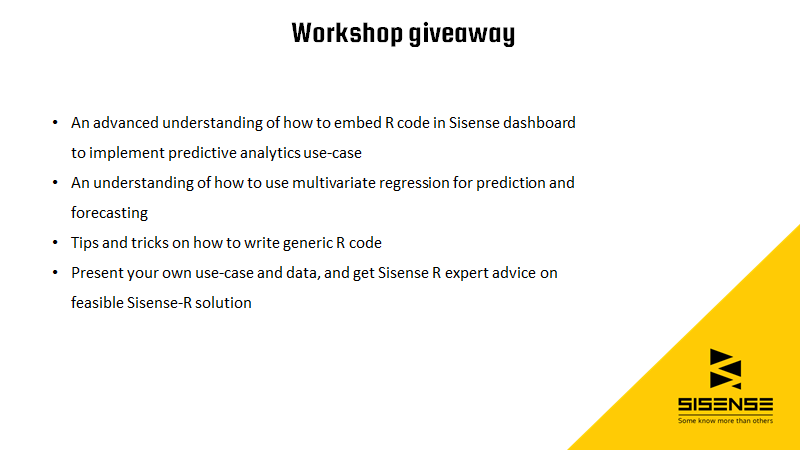 Workshop giveaway
• An advanced understanding of how to embed R code in Sisense dashboard
to implement predictive analytics use-case
• An understanding of how to use multivariate regression for prediction and
forecasting
• Tips and tricks on how to write generic R code
• Present your own use-case and data, and get Sisense R expert advice on
feasible Sisense-R solution
SISENSE
Some know more than others